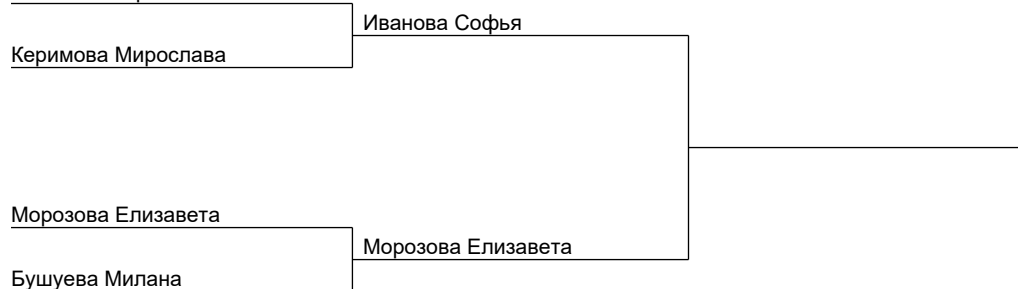 Иванова Софья
Керимова Мирослава
Морозова Елизавета
Морозова Елизавета
Бушуева Милана